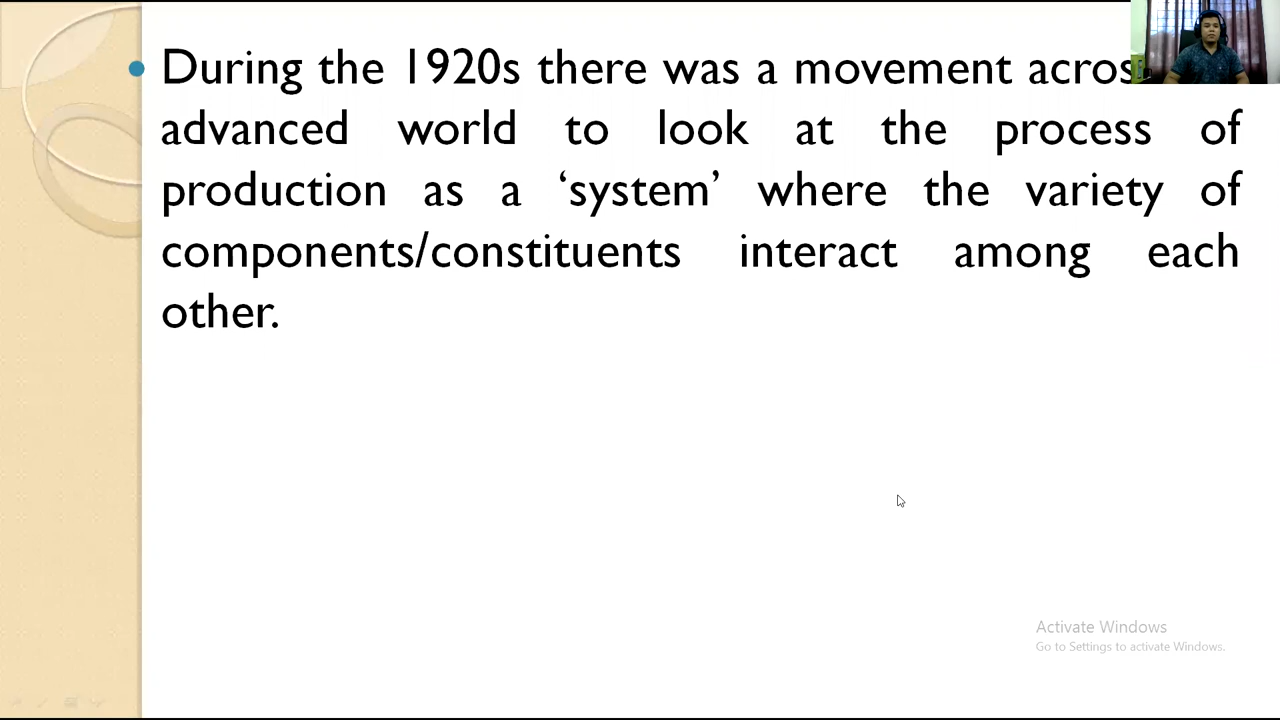 During the 1920s there was a movement
advanced world to look at the process of
production as a ‘system’ where the variety of
components/constituents interact among each
other.
Activate Windows
Go to Settings to activate Windows.